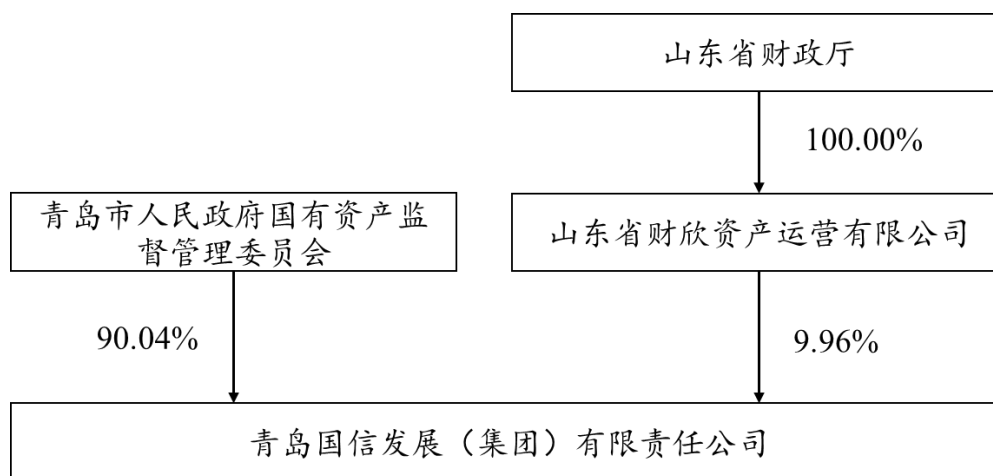 山东省财政厅
100.00%
青岛市人民政府国有资产监
督管理委员会
山东省财欣资产运营有限公司
90.04%
9.96%
青岛国信发展（集团）有限责任公司